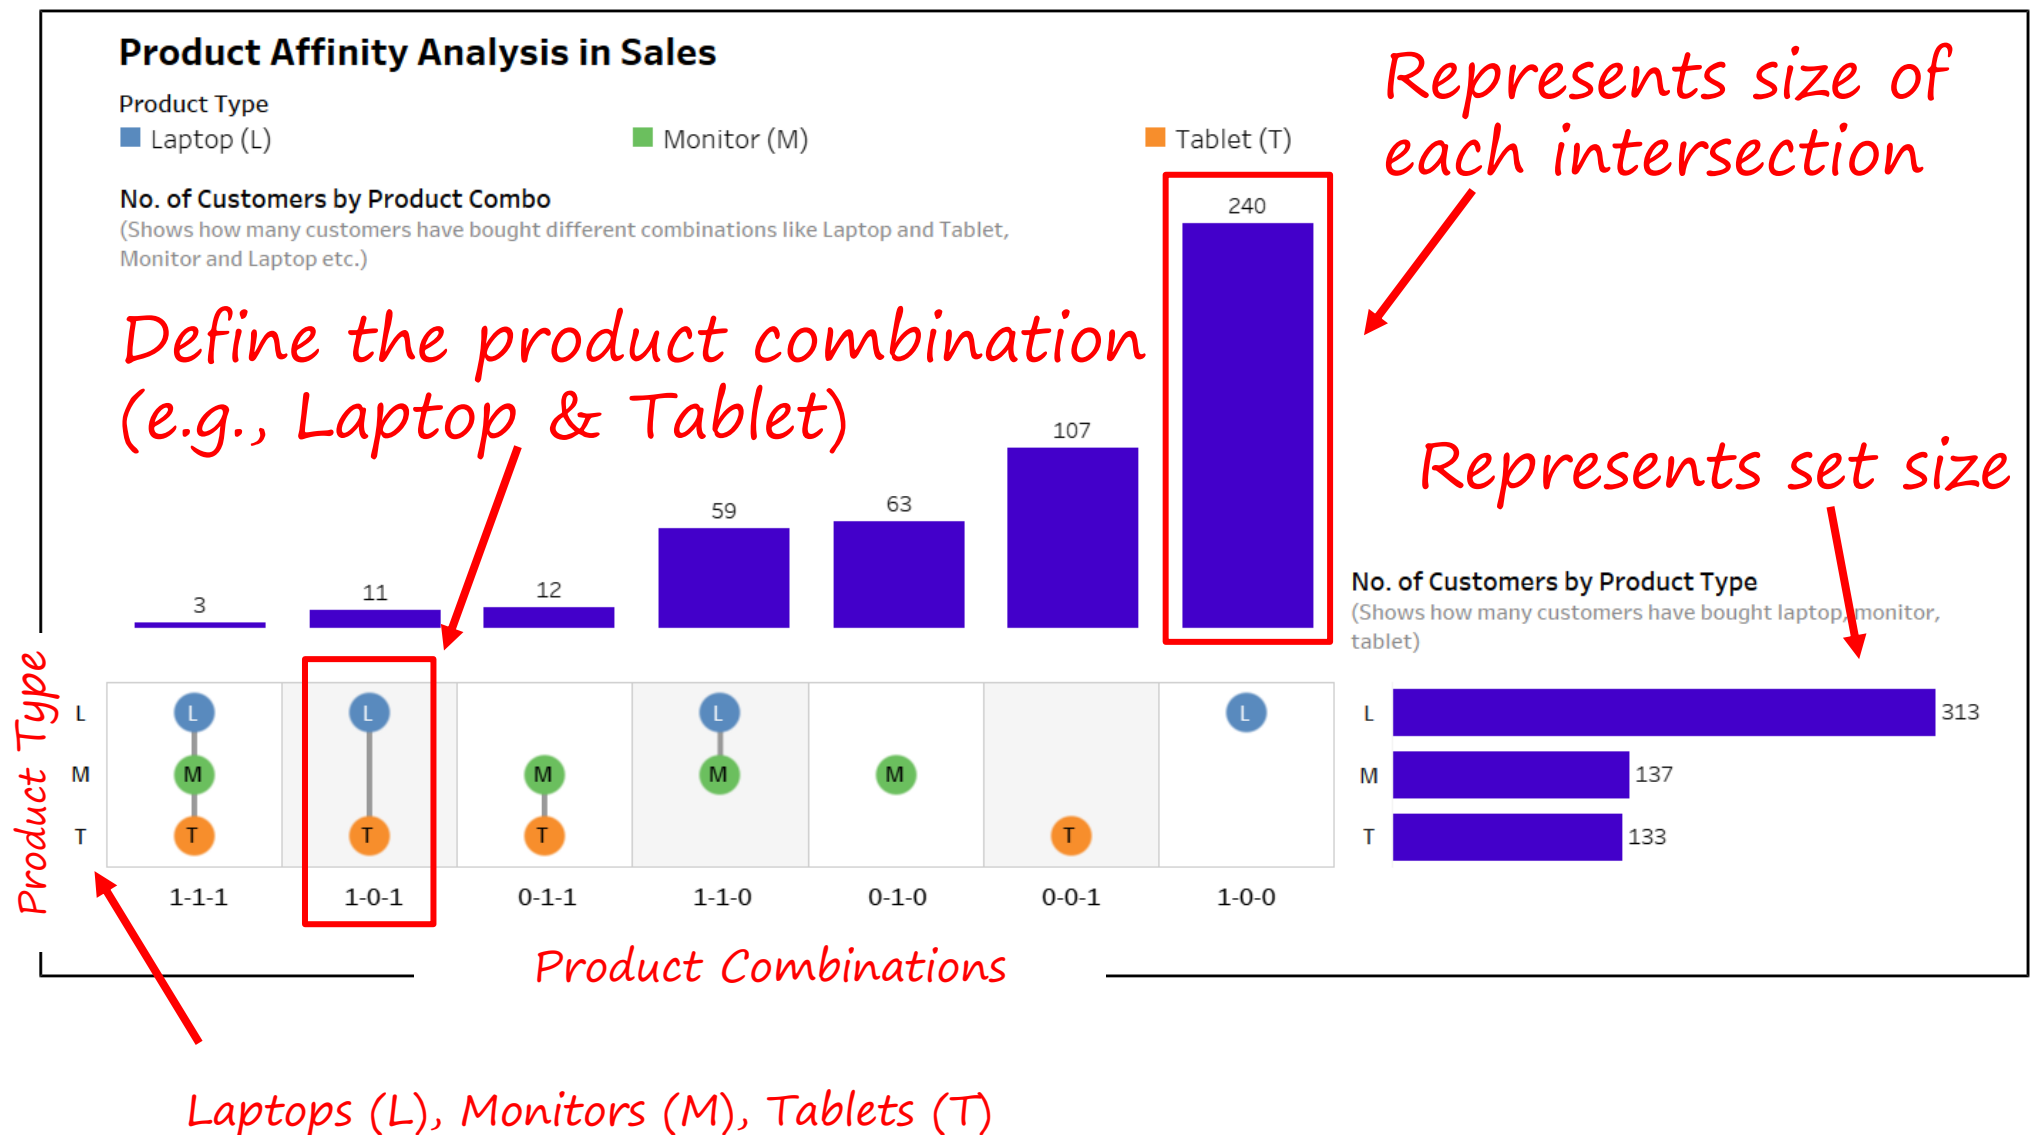 Product Affinity Analysis in Sales
Product Type
Laptop (L)
Monitor (M)
Tablet (T)
Represents size of
each intersection
No. of Customers by Product Combo
(Shows how many customers have bought different combinations like Laptop and Tablet,
Monitor and Laptop etc.)
Define the product combination
(e.g., Laptop & Tablet)
3
11
12
59
63
107
240
Represents set size
No. of Customers by Product Type
(Shows how many customers have bought laptop, monitor,
tablet)
Product Type
L
L
L
L
L
M
M
M
M
M
T
T
T
T
T
L 313
M 137
T 133
1-1-1
1-0-1
0-1-1
1-1-0
0-1-0
0-0-1
1-0-0
Product Combinations
Laptops (L), Monitors (M), Tablets (T)